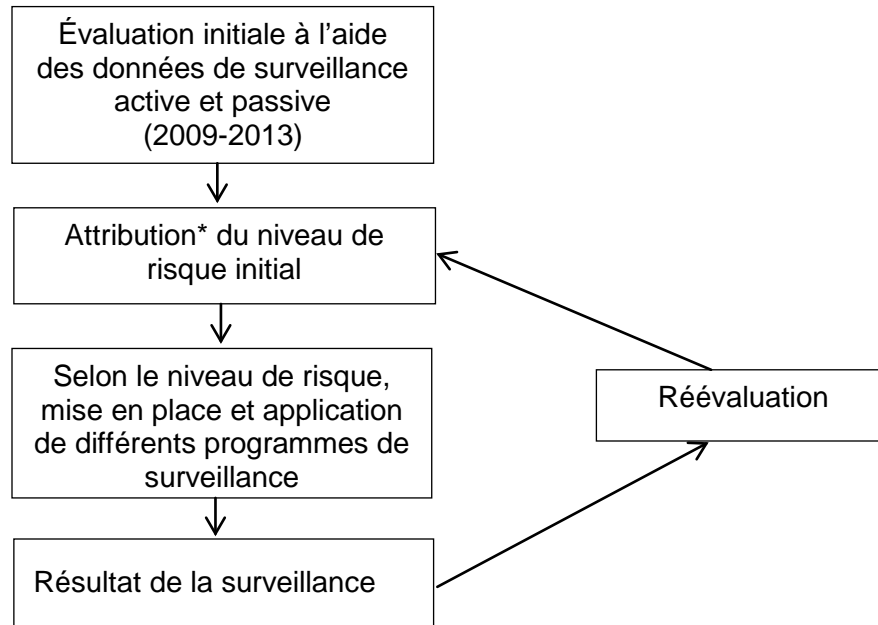 Évaluation initiale à l’aide
des données de surveillance
active et passive
(2009-2013)
Attribution* du niveau de
risque initial
Selon le niveau de risque,
mise en place et application
de différents programmes de
surveillance
Réévaluation
Résultat de la surveillance